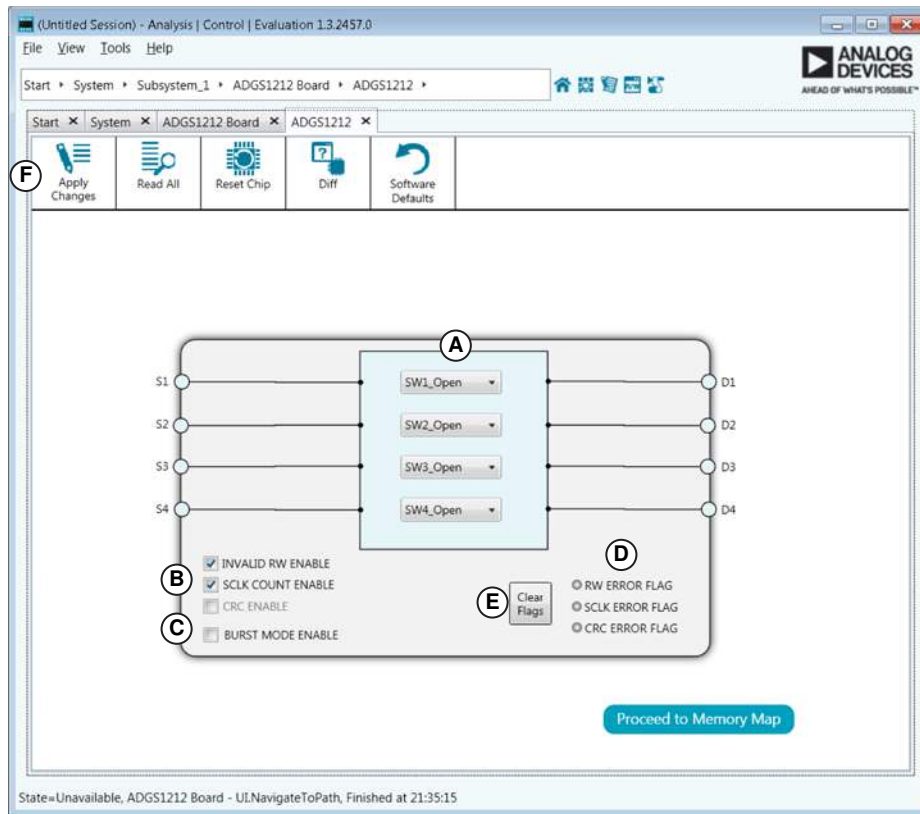 (Untitled Session) - Analysis | Control | Evaluation 1.3.2457.0
File View Tools Help
ANALOG DEVICES
AHEAD OF WHAT'S POSSIBLE™
Start ▸ System ▸ Subsystem_1 ▸ ADGS1212 Board ▸ ADGS1212 ▸
Start × System × ADGS1212 Board × ADGS1212 ×
F
Apply Changes
Read All
Reset Chip
Diff
Software Defaults
A
S1 SW1_Open D1
S2 SW2_Open D2
S3 SW3_Open D3
S4 SW4_Open D4
B
INVALID RW ENABLE
SCLK COUNT ENABLE
CRC ENABLE
C
BURST MODE ENABLE
E
Clear Flags
D
RW ERROR FLAG
SCLK ERROR FLAG
CRC ERROR FLAG
Proceed to Memory Map
State=Unavailable, ADGS1212 Board - UI.NavigateToPath, Finished at 21:35:15